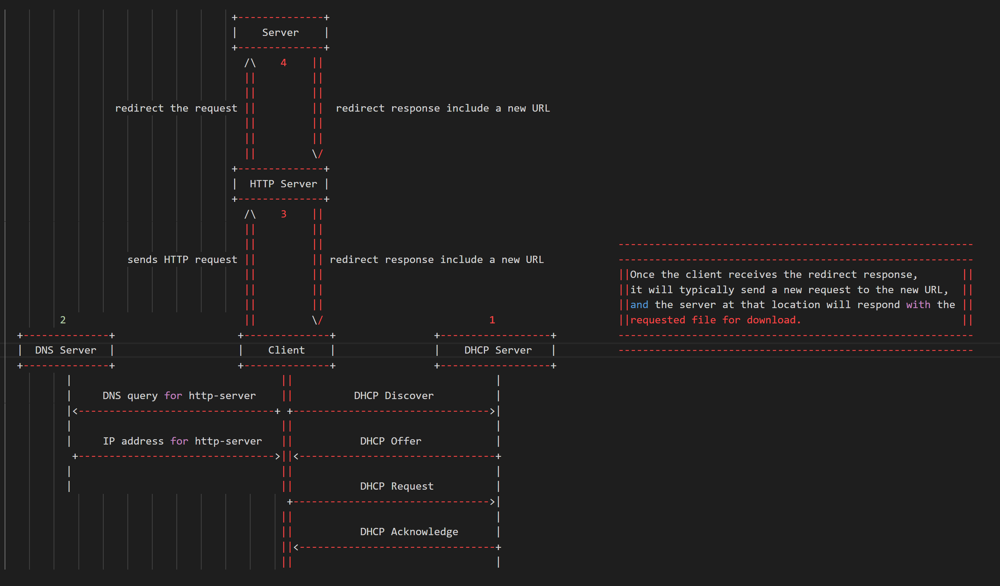 +--------------+
|    Server    |
+--------------+
/\    4    ||
||         ||
||         ||
redirect the request ||         ||  redirect response include a new URL
||         ||
||         ||
||         \/
+--------------+
|  HTTP Server |
+--------------+
/\    3    ||
||         ||
||         ||         ----------------------------------------------------------
sends HTTP request ||         || redirect response include a new URL         ----------------------------------------------------------
||         ||         ||Once the client receives the redirect response,       ||
||         ||         ||it will typically send a new request to the new URL,  ||
||         ||         ||and the server at that location will respond with the ||
2         ||         \/         1         ||requested file for download.                          ||
+--------------+         +--------------+         +------------------+         ----------------------------------------------------------
|  DNS Server  |         |    Client    |         |    DHCP Server   |         ----------------------------------------------------------
+--------------+         +--------------+         +------------------+
|         ||         |
|     DNS query for http-server    ||          DHCP Discover          |
|<----------------------------------+ +-------------------------------->|
|         ||         |
|     IP address for http-server   ||           DHCP Offer            |
+-------------------------------->||<--------------------------------+
|         ||         |
|         ||           DHCP Request          |
+-------------------------------->|
||         |
||           DHCP Acknowledge      |
||<--------------------------------+
||         |